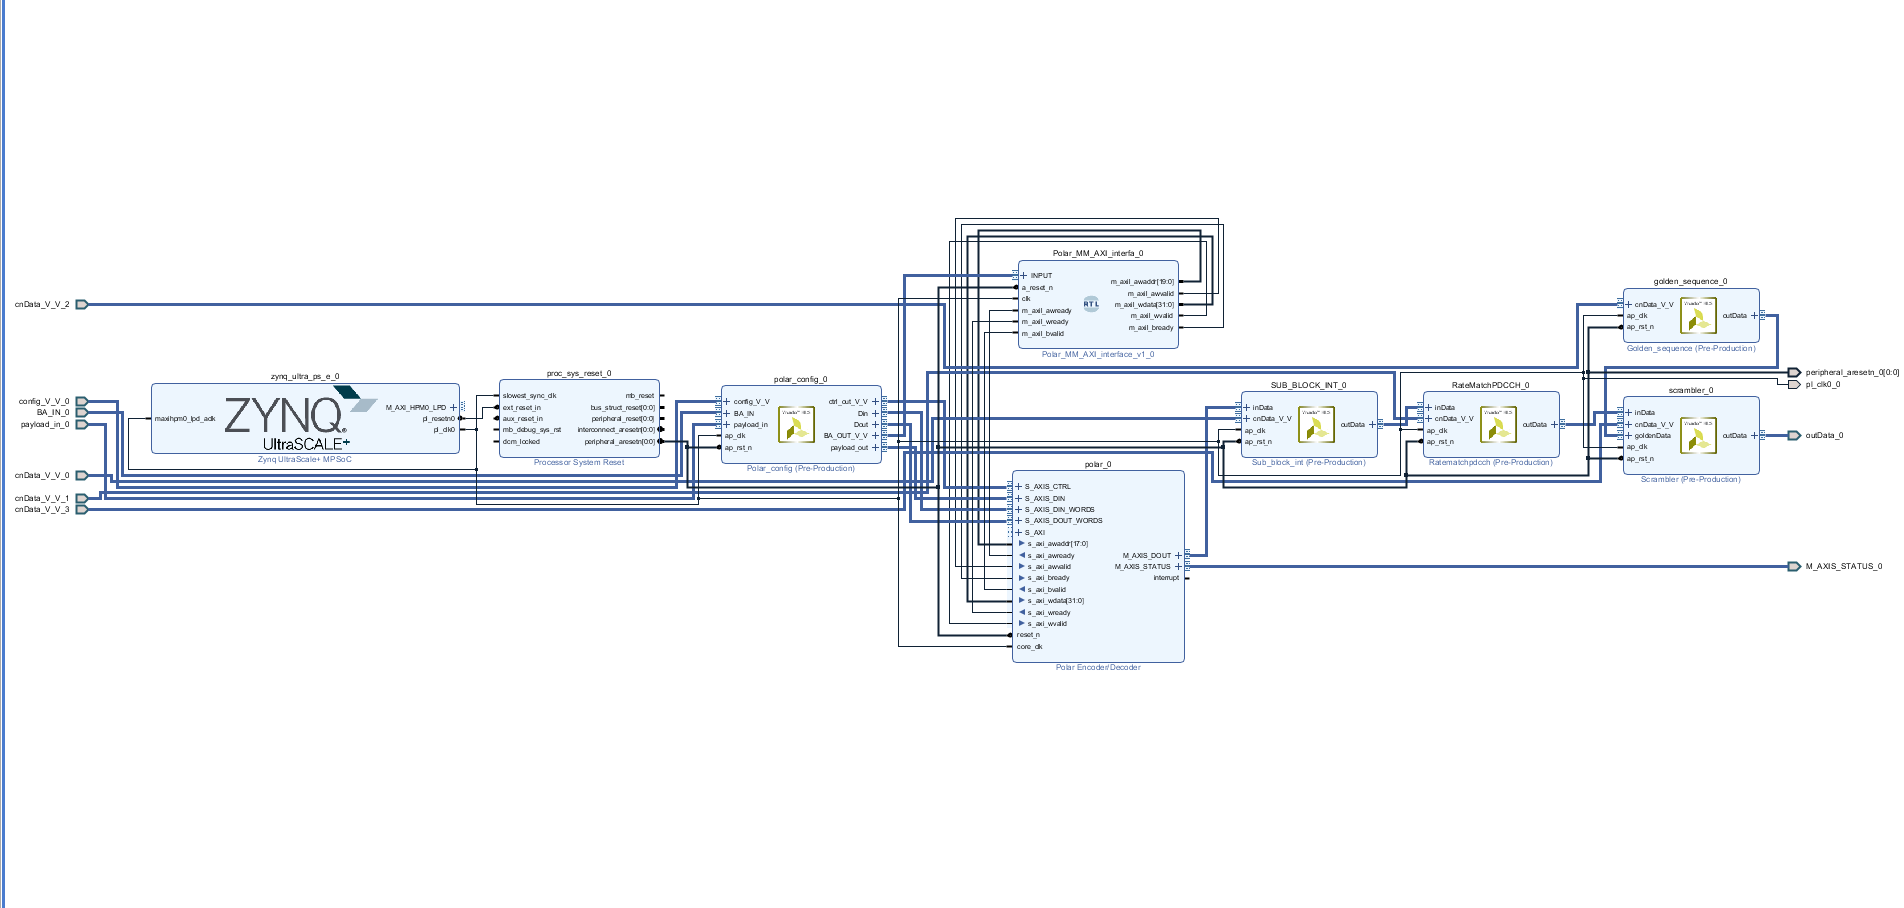 cnData_V_V_2
config_V_V_0
BA_IN_0
payload_in_0
cnData_V_V_0
cnData_V_V_1
cnData_V_V_3
zynq_ultra_ps_e_0
maxihpm0_lpd_aclk
ZYNQ
UltraSCALE+
M_AXI_HPM0_LPD
pl_resetn0
pl_clk0
Zynq UltraScale+ MPSoC
proc_sys_reset_0
slowest_sync_clk
ext_reset_in
aux_reset_in
mb_debug_sys_rst
dcm_locked
mb_reset
bus_struct_reset[0:0]
peripheral_reset[0:0]
interconnect_aresetn[0:0]
peripheral_aresetn[0:0]
Processor System Reset
polar_config_0
config_V_V
BA_IN
payload_in
ap_clk
ap_rst_n
ctrl_out_V_V
Din
Dout
BA_OUT_V_V
payload_out
Polar_config (Pre-Production)
Polar_MM_AXI_interfa_0
INPUT
a_reset_n
clk
m_axil_awready
m_axil_wready
m_axil_bvalid
RTL
m_axil_awaddr[19:0]
m_axil_awvalid
m_axil_wdata[31:0]
m_axil_wvalid
m_axil_bready
Polar_MM_AXI_interface_v1_0
polar_0
S_AXIS_CTRL
S_AXIS_DIN
S_AXIS_DIN_WORDS
S_AXIS_DOUT_WORDS
S_AXI
s_axi_awaddr[17:0]
s_axi_awready
s_axi_awvalid
s_axi_bready
s_axi_bvalid
s_axi_wdata[31:0]
s_axi_wready
s_axi_wvalid
reset_n
core_clk
M_AXIS_DOUT
M_AXIS_STATUS
interrupt
Polar Encoder/Decoder
SUB_BLOCK_INT_0
inData
cnData_V_V
ap_clk
ap_rst_n
outData
Sub_block_int (Pre-Production)
RateMatchPDCCH_0
inData
cnData_V_V
ap_clk
ap_rst_n
outData
Ratematchpdcch (Pre-Production)
golden_sequence_0
cnData_V_V
ap_clk
ap_rst_n
outData
Golden_sequence (Pre-Production)
scrambler_0
inData
cnData_V_V
goldenData
ap_clk
ap_rst_n
outData
Scrambler (Pre-Production)
peripheral_aresetn_0[0:0]
pl_clk0_0
outData_0
M_AXIS_STATUS_0